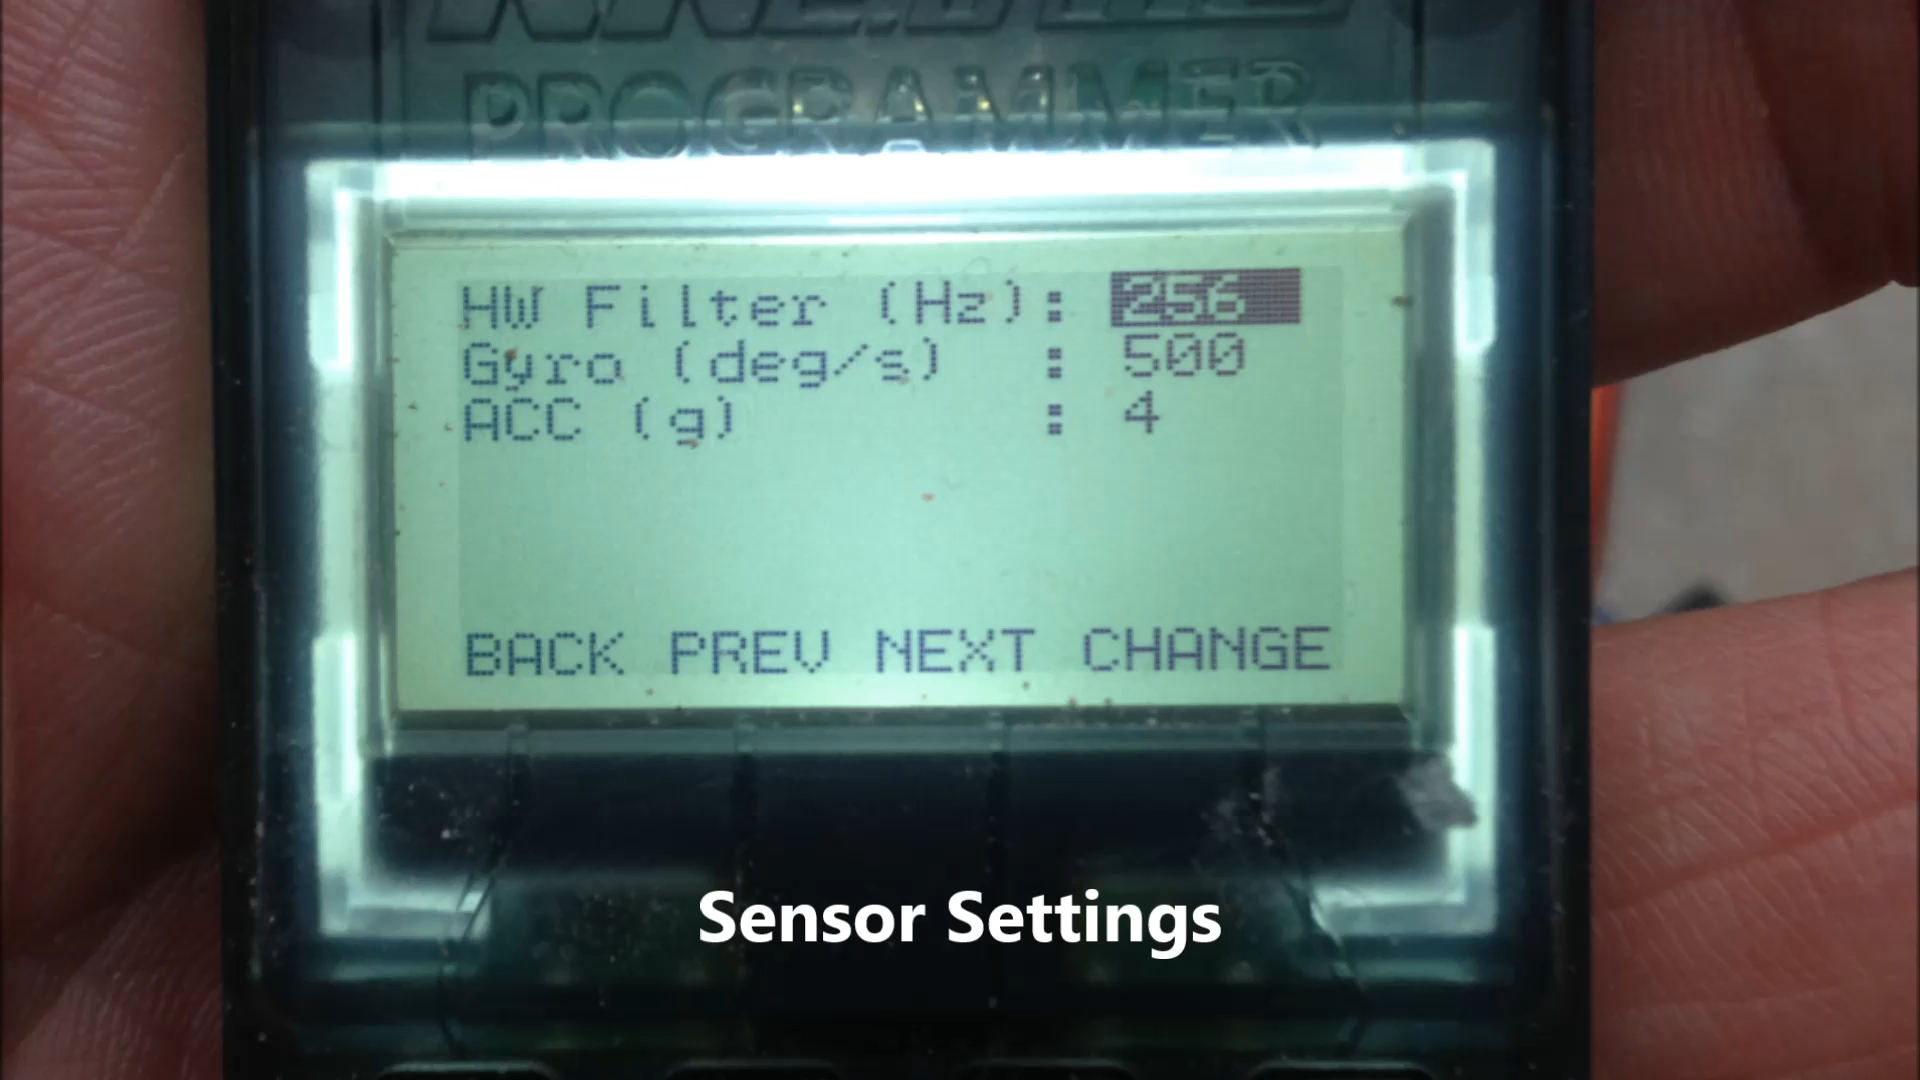 PROGRAMMER
HW Filter (Hz): 256
Gyro (deg/s) : 500
ACC (g) : 4
BACK PREV NEXT CHANGE
Sensor Settings